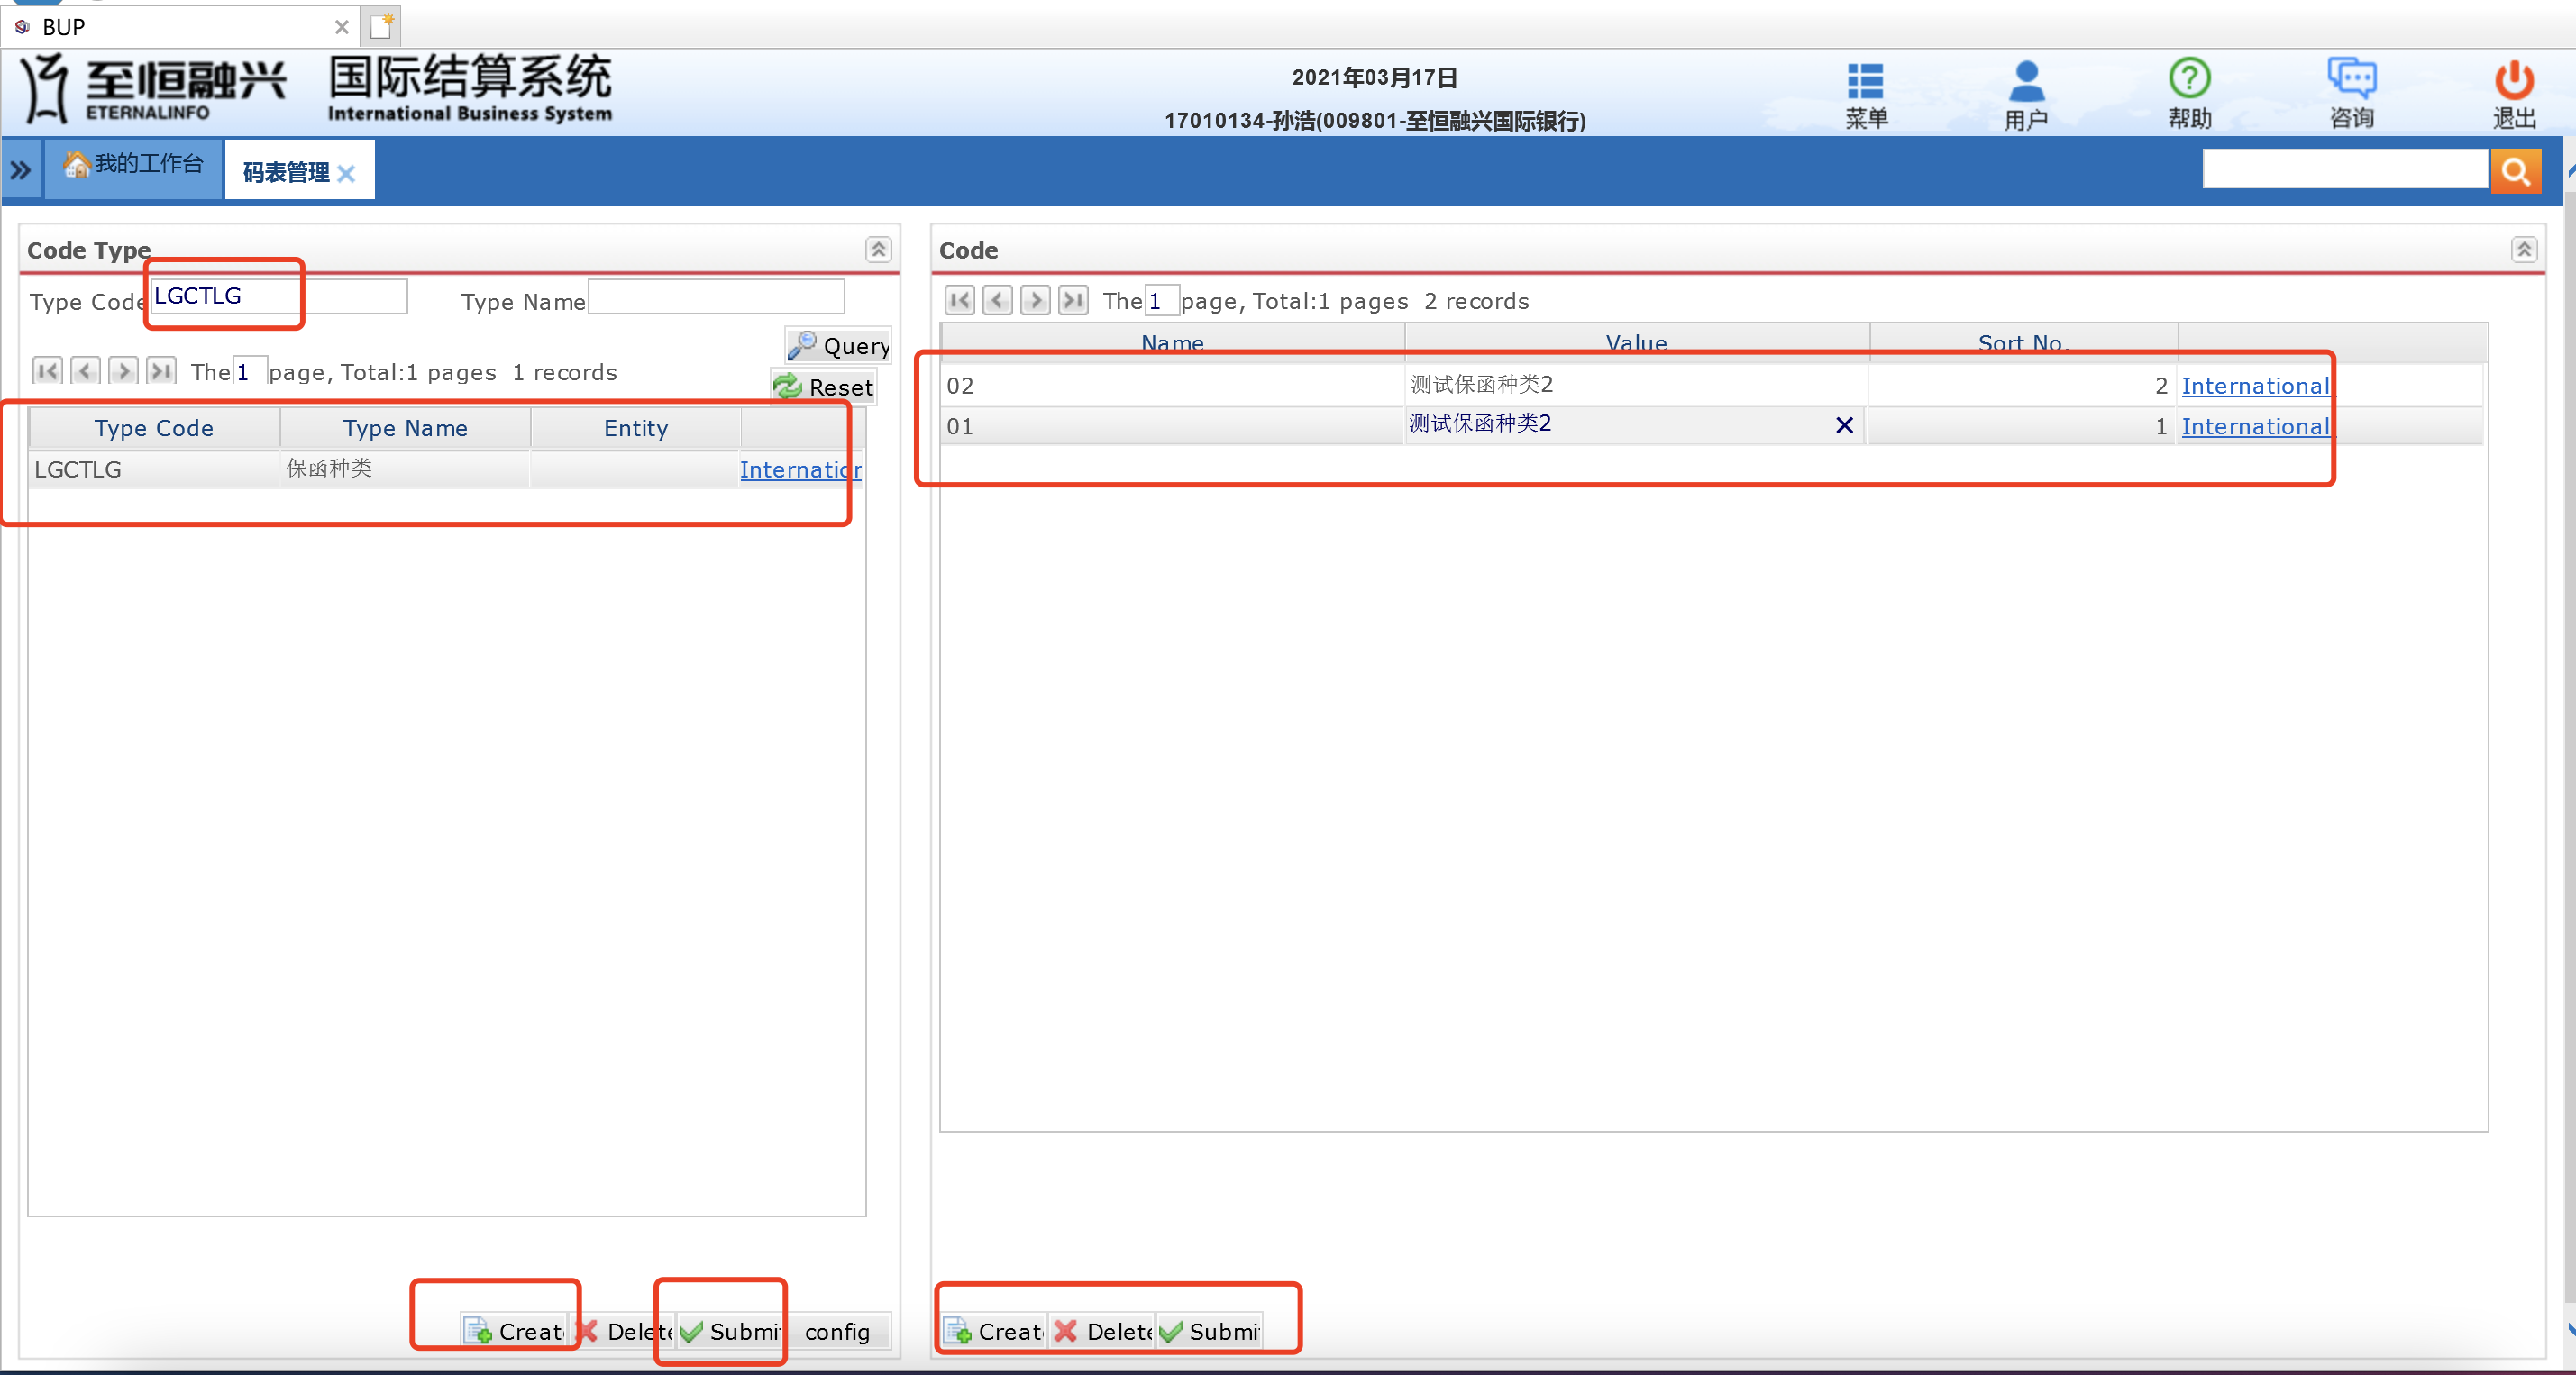 BUP
至恒融兴
ETERNALINFO
国际结算系统
International Business System
2021年03月17日
17010134-孙浩(009801-至恒融兴国际银行)
菜单
用户
帮助
咨询
退出
我的工作台
码表管理
Code Type
Type Code LGCTLG Type Name
Query
The 1 page, Total:1 pages 1 records
Reset
Type Code Type Name Entity
LGCTLG 保函种类 Internation
Creat Delete Submi config
Code
The 1 page, Total:1 pages 2 records
Name Value Sort No.
02 测试保函种类2 2 International
01 测试保函种类2 1 International
Creat Delete Submi